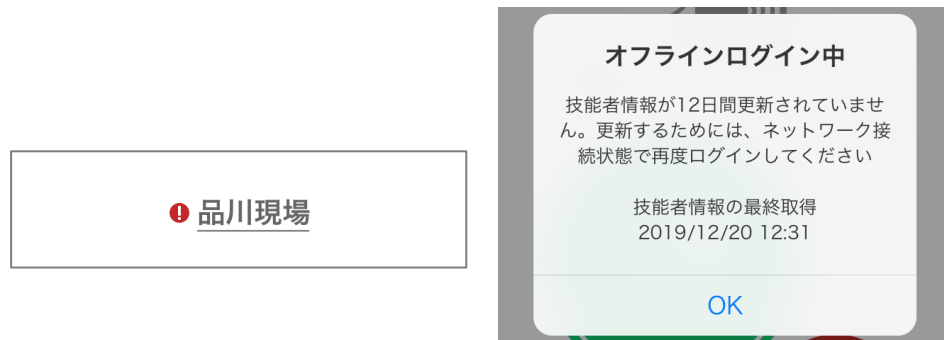 品川現場
オフラインログイン中
技能者情報が12日間更新されていませ
ん。更新するためには、ネットワーク接
続状態で再度ログインしてください
技能者情報の最終取得
2019/12/20 12:31
OK